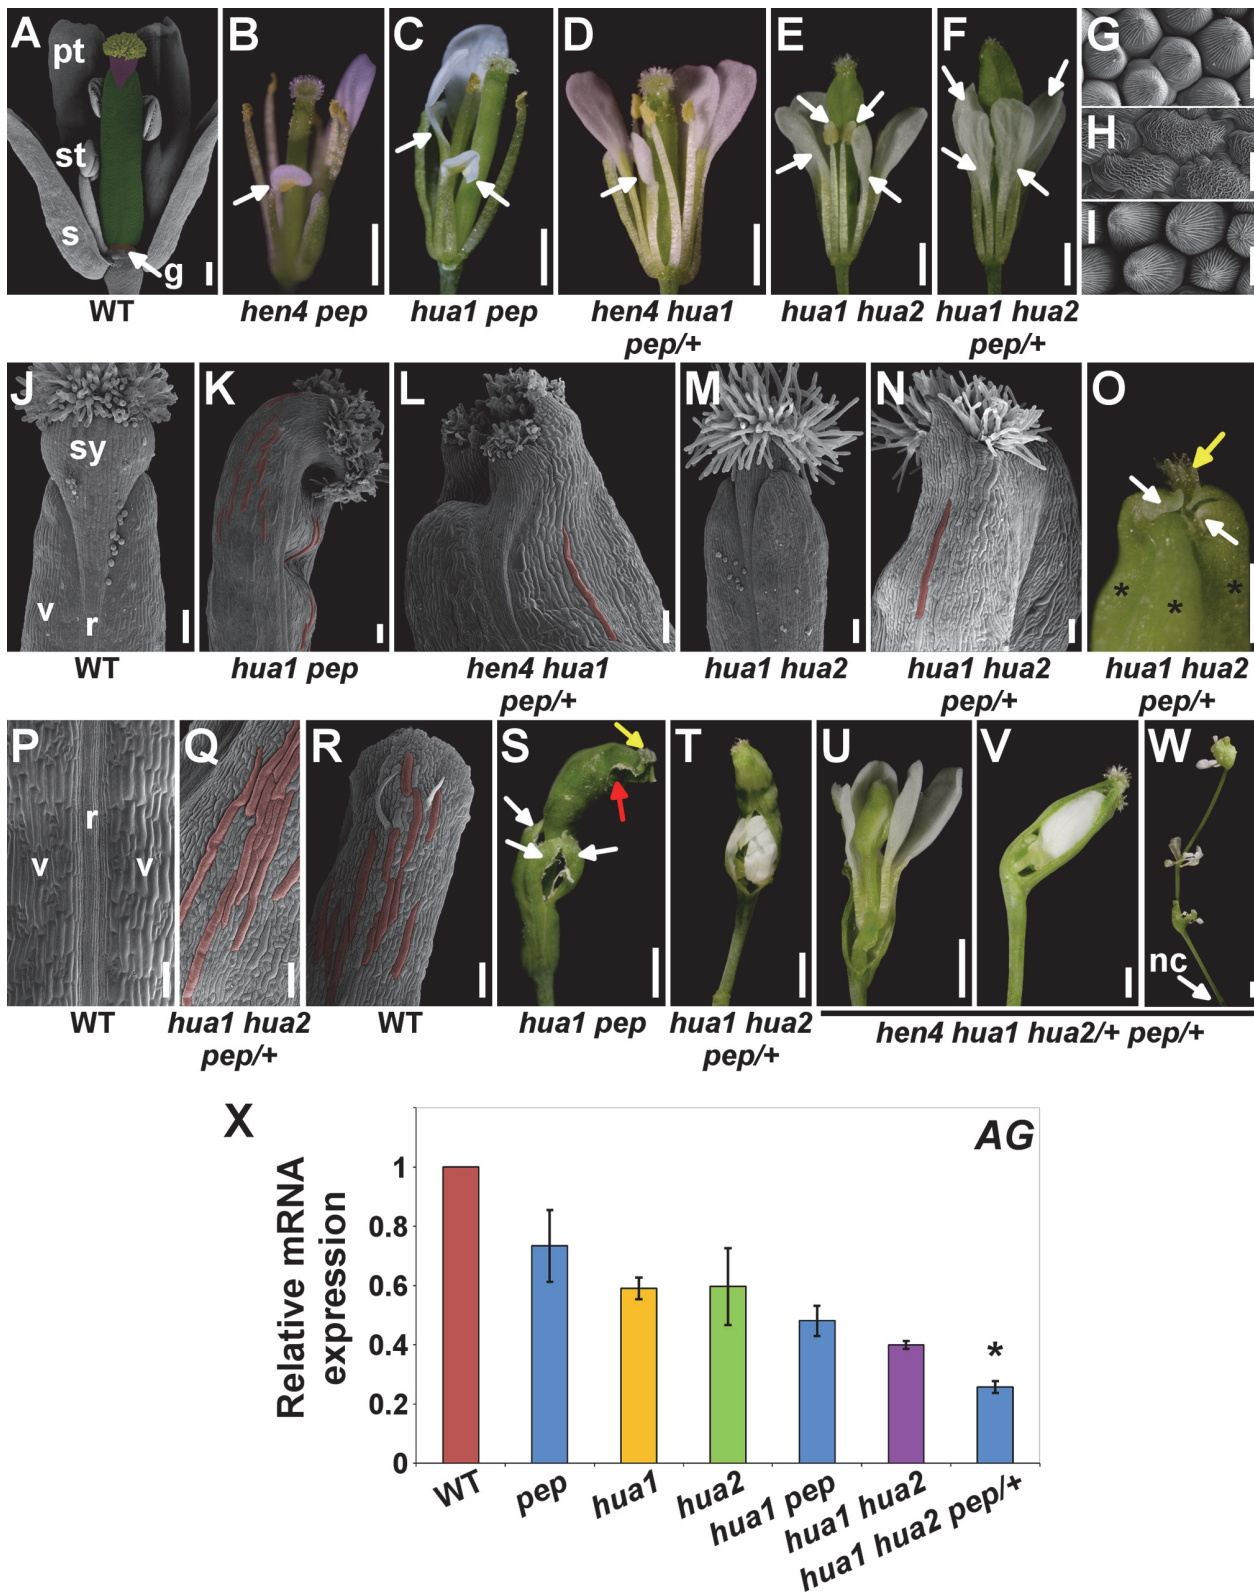 A
pt
st
s
g
WT
B
hen4 pep
C
hua1 pep
D
hen4 hua1
pep/+
E
hua1 hua2
F
hua1 hua2
pep/+
G
H
I
J
sy
v
r
WT
K
hua1 pep
L
hen4 hua1
pep/+
M
hua1 hua2
N
hua1 hua2
pep/+
O
*
*
*
hua1 hua2
pep/+
P
v
r
v
WT
Q
hua1 hua2
pep/+
R
WT
S
hua1 pep
T
hua1 hua2
pep/+
U
V
W
nc
hen4 hua1 hua2/+ pep/+
X
AG
Relative mRNA
expression
1
0.8
0.6
0.4
0.2
0
*
WT
pep
hua1
hua2
hua1 pep
hua1 hua2
hua1 hua2 pep/+